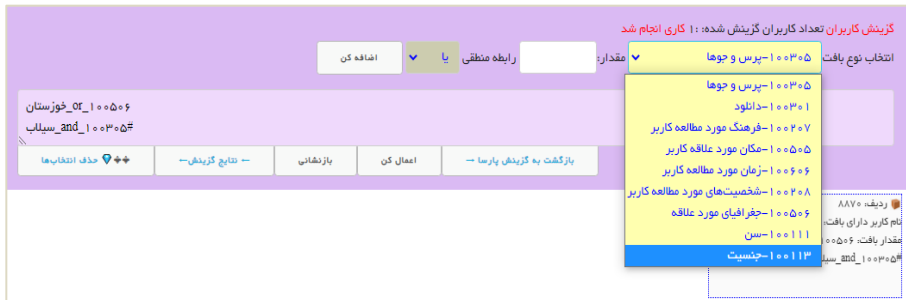 گزینش کاربران تعداد کاربران گزینش شده: :۱ کاری انجام شد
انتخاب نوع بافت ۱۰۰۳۰۵-پرس و جوها مقدار: رابطه منطقی یا اضافه کن
۱۰۰۳۰۵-پرس و جوها
۱۰۰۳۰۱-دانلود
۱۰۰۲۰۷-فرهنگ مورد مطالعه کاربر
۱۰۰۵۰۵-مکان مورد علاقه کاربر
۱۰۰۶۰۶-زمان مورد مطالعه کاربر
۱۰۰۲۰۸-شخصیت‌های مورد مطالعه کاربر
۱۰۰۵۰۶-جغرافیای مورد علاقه
۱۰۰۱۱۱-سن
۱۰۰۱۱۳-جنسیت
۱۰۰۵۰۶_or_خوزستان
#۱۰۰۳۰۵_and_سیلاب
بازگشت به گزینش پارسا → اعمال کن بازنشانی ← نتایج گزینش← حذف انتخاب‌ها
ردیف: ۸۸۷۰
نام کاربر دارای بافت:
مقدار بافت: ۱۰۰۵۰۶
#۱۰۰۳۰۵_and_